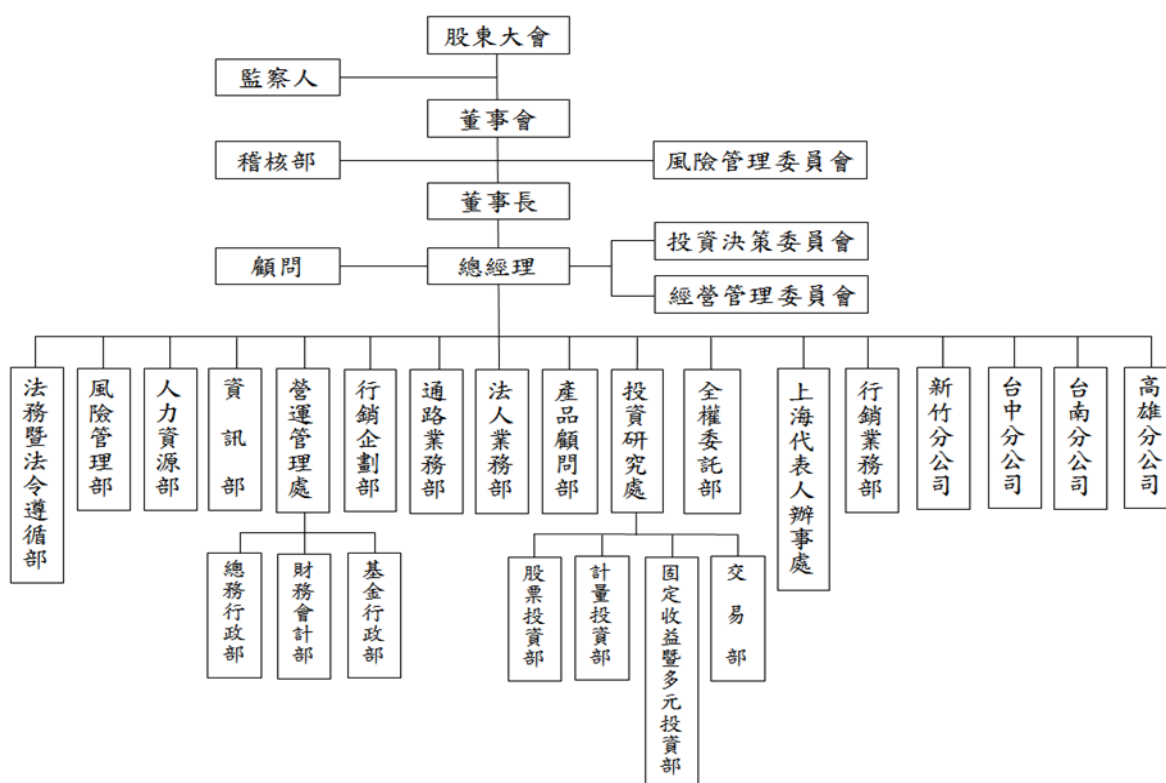 股東大會
監察人
董事會
稽核部
風險管理委員會
董事長
投資決策委員會
顧問
總經理
經營管理委員會
法務暨法令遵循部
風險管理部
人力資源部
資訊部
營運管理處
行銷企劃部
通路業務部
法人業務部
產品顧問部
投資研究處
全權委託部
上海代表人辦事處
行銷業務部
新竹分公司
台中分公司
台南分公司
高雄分公司
總務行政部
財務會計部
基金行政部
股票投資部
計量投資部
固定收益暨多元投資部
交易部